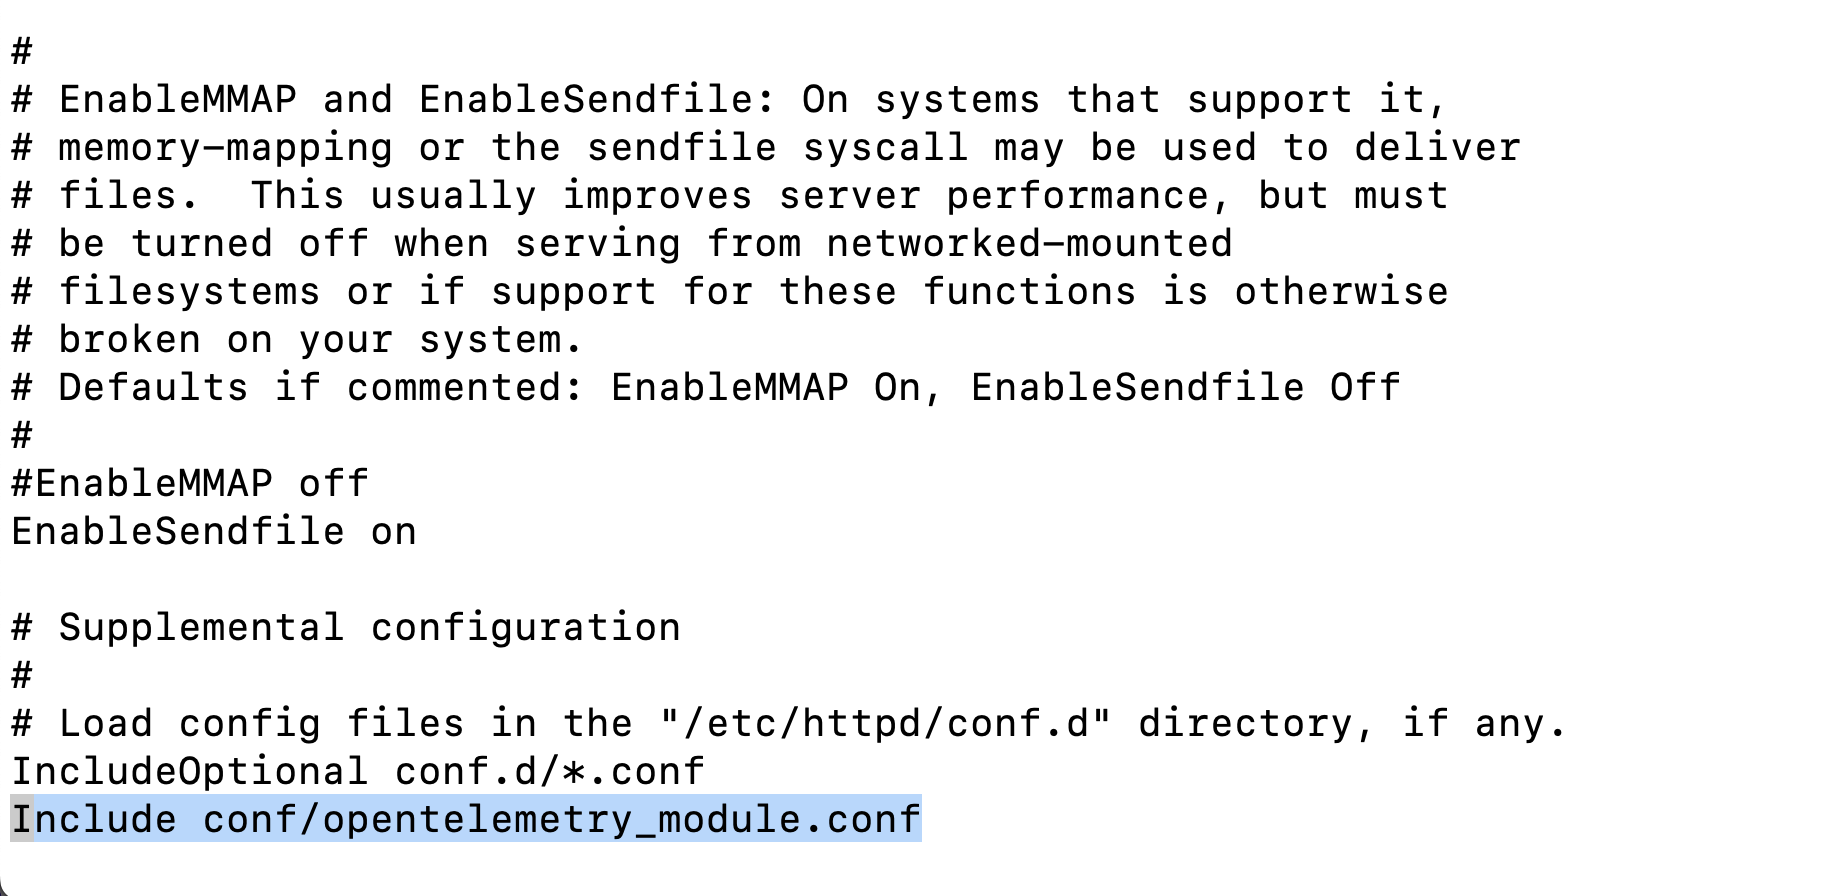 #
# EnableMMAP and EnableSendfile: On systems that support it,
# memory-mapping or the sendfile syscall may be used to deliver
# files.  This usually improves server performance, but must
# be turned off when serving from networked-mounted
# filesystems or if support for these functions is otherwise
# broken on your system.
# Defaults if commented: EnableMMAP On, EnableSendfile Off
#
#EnableMMAP off
EnableSendfile on

# Supplemental configuration
#
# Load config files in the "/etc/httpd/conf.d" directory, if any.
IncludeOptional conf.d/*.conf
Include conf/opentelemetry_module.conf